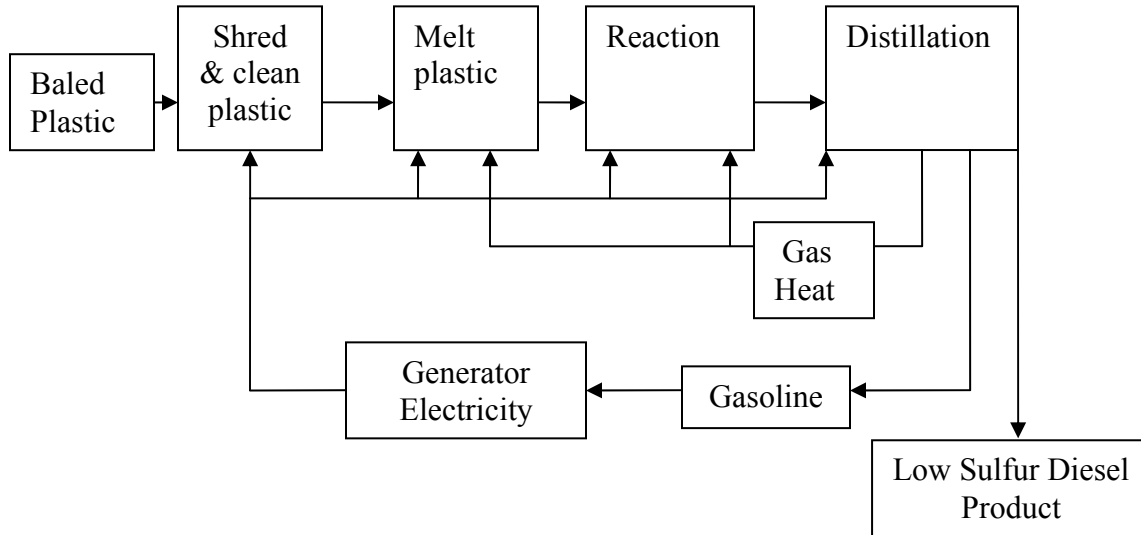 Baled
Plastic
Shred
& clean
plastic
Melt
plastic
Reaction
Distillation
Gas
Heat
Generator
Electricity
Gasoline
Low Sulfur Diesel
Product